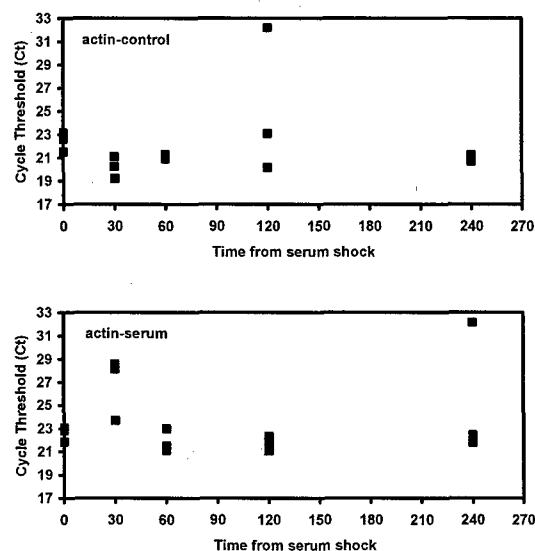 33
31
29
27
25
23
21
19
17
Cycle Threshold (Ct)
actin-control
0 30 60 90 120 150 180 210 240 270
Time from serum shock
33
31
29
27
25
23
21
19
17
Cycle Threshold (Ct)
actin-serum
0 30 60 90 120 150 180 210 240 270
Time from serum shock